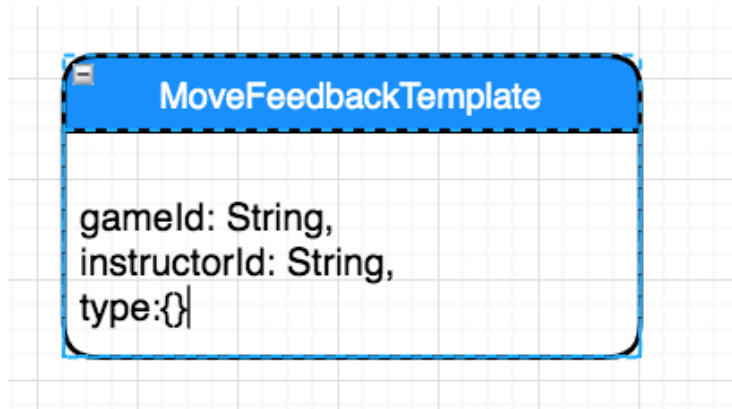 MoveFeedbackTemplate
gameId: String,
instructorId: String,
type:{}